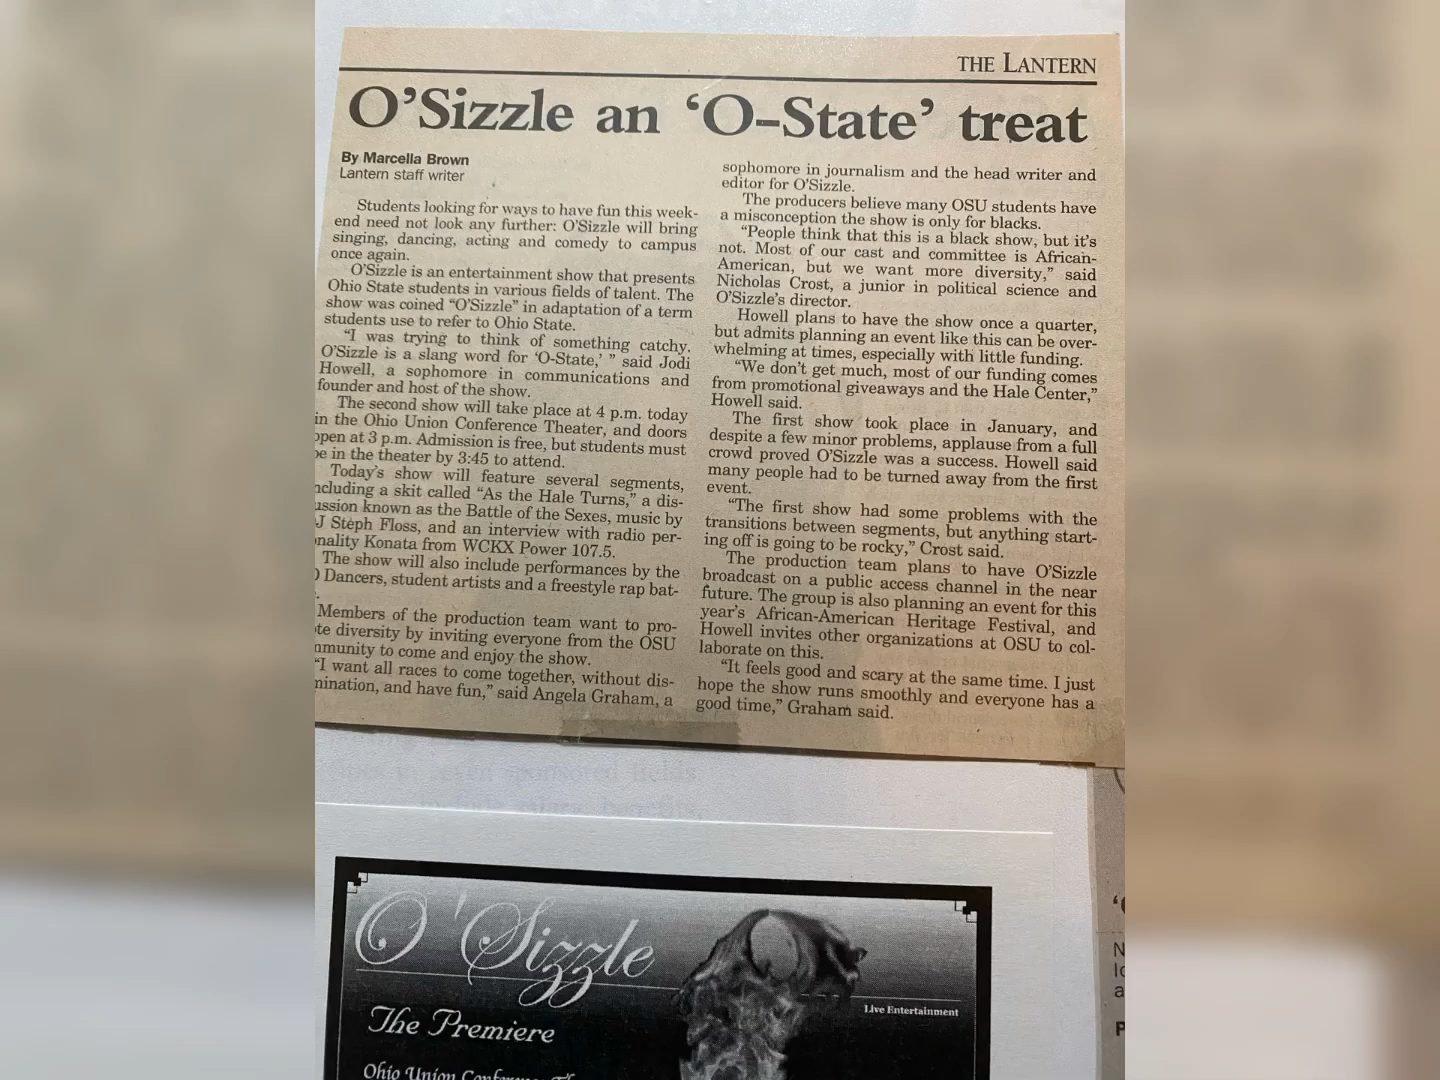 THE LANTERN
O’Sizzle an ‘O-State’ treat
By Marcella Brown
Lantern staff writer
Students looking for ways to have fun this week-
end need not look any further: O’Sizzle will bring
singing, dancing, acting and comedy to campus
once again.
O’Sizzle is an entertainment show that presents
Ohio State students in various fields of talent. The
show was coined “O’Sizzle” in adaptation of a term
students use to refer to Ohio State.
“I was trying to think of something catchy.
O’Sizzle is a slang word for ‘O-State,’ ” said Jodi
Howell, a sophomore in communications and
founder and host of the show.
The second show will take place at 4 p.m. today
in the Ohio Union Conference Theater, and doors
open at 3 p.m. Admission is free, but students must
be in the theater by 3:45 to attend.
Today’s show will feature several segments,
ncluding a skit called “As the Hale Turns,” a dis-
ussion known as the Battle of the Sexes, music by
J Steph Floss, and an interview with radio per-
onality Konata from WCKX Power 107.5.
The show will also include performances by the
Dancers, student artists and a freestyle rap bat-
Members of the production team want to pro-
te diversity by inviting everyone from the OSU
mmunity to come and enjoy the show.
“I want all races to come together, without dis-
mination, and have fun,” said Angela Graham, a
sophomore in journalism and the head writer and
editor for O’Sizzle.
The producers believe many OSU students have
a misconception the show is only for blacks.
“People think that this is a black show, but it’s
not. Most of our cast and committee is African-
American, but we want more diversity,” said
Nicholas Crost, a junior in political science and
O’Sizzle’s director.
Howell plans to have the show once a quarter,
but admits planning an event like this can be over-
whelming at times, especially with little funding.
“We don’t get much, most of our funding comes
from promotional giveaways and the Hale Center,”
Howell said.
The first show took place in January, and
despite a few minor problems, applause from a full
crowd proved O’Sizzle was a success. Howell said
many people had to be turned away from the first
event.
“The first show had some problems with the
transitions between segments, but anything start-
ing off is going to be rocky,” Crost said.
The production team plans to have O’Sizzle
broadcast on a public access channel in the near
future. The group is also planning an event for this
year’s African-American Heritage Festival, and
Howell invites other organizations at OSU to col-
laborate on this.
“It feels good and scary at the same time. I just
hope the show runs smoothly and everyone has a
good time,” Graham said.
O'Sizzle
Live Entertainment
The Premiere
Ohio Union